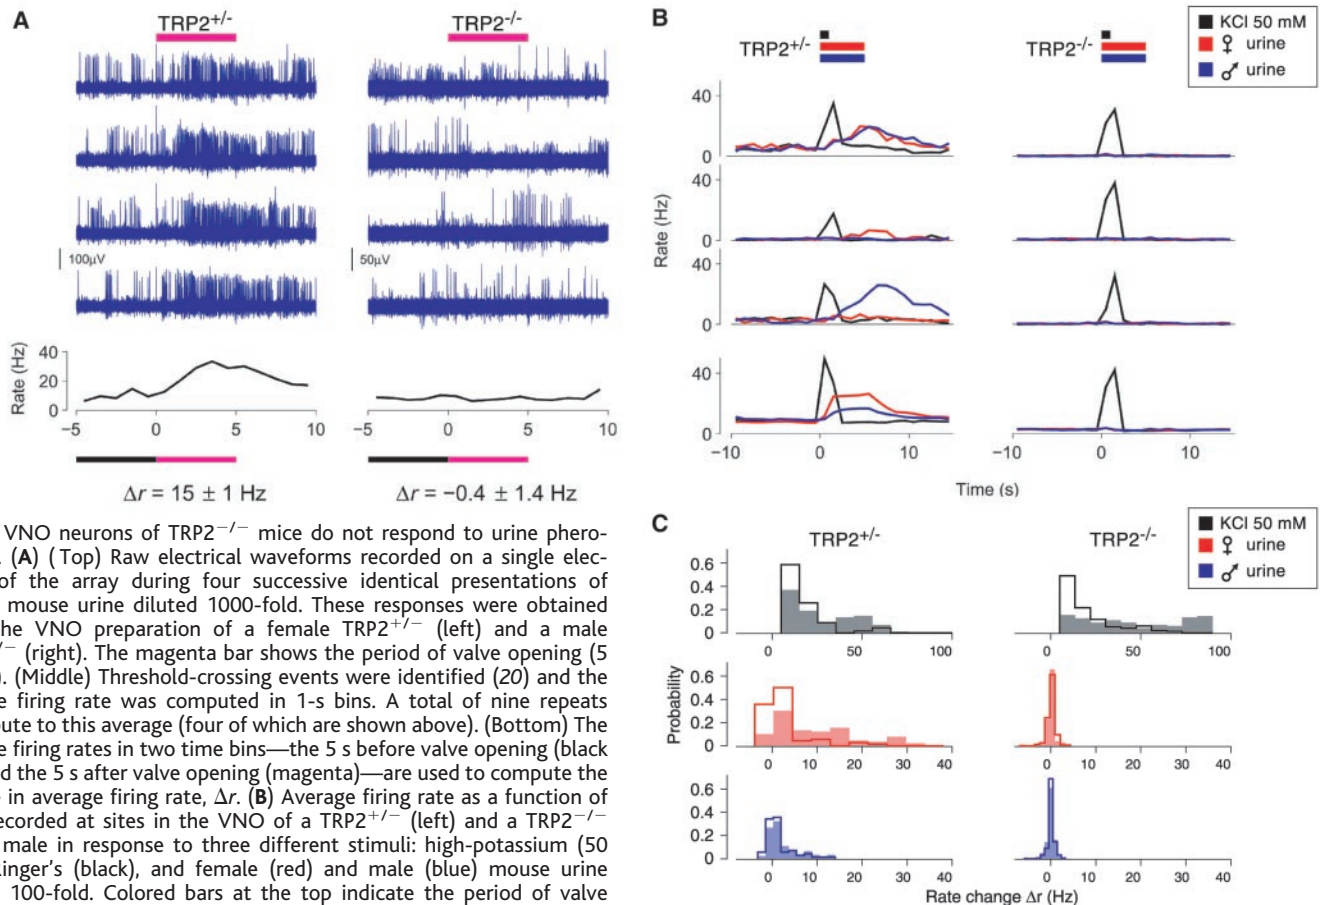 A
TRP2+/-
TRP2-/-
100µV
50µV
Rate (Hz)
40
20
0
−5 0 5 10
−5 0 5 10
Δr = 15 ± 1 Hz
Δr = −0.4 ± 1.4 Hz
VNO neurons of TRP2−/− mice do not respond to urine phero-
(A) (Top) Raw electrical waveforms recorded on a single elec-
of the array during four successive identical presentations of
mouse urine diluted 1000-fold. These responses were obtained
the VNO preparation of a female TRP2+/− (left) and a male
−/− (right). The magenta bar shows the period of valve opening (5
). (Middle) Threshold-crossing events were identified (20) and the
firing rate was computed in 1-s bins. A total of nine repeats
to this average (four of which are shown above). (Bottom) The
firing rates in two time bins—the 5 s before valve opening (black
the 5 s after valve opening (magenta)—are used to compute the
in average firing rate, Δr. (B) Average firing rate as a function of
recorded at sites in the VNO of a TRP2+/− (left) and a TRP2−/−
male in response to three different stimuli: high-potassium (50
(black), and female (red) and male (blue) mouse urine
100-fold. Colored bars at the top indicate the period of valve
B
TRP2+/-
TRP2-/-
KCl 50 mM
♀ urine
♂ urine
Rate (Hz)
40
0
40
0
40
0
40
0
−10 0 10
−10 0 10
Time (s)
C
TRP2+/-
TRP2-/-
KCl 50 mM
♀ urine
♂ urine
Probability
0.6
0.4
0.2
0
0 50 100
0 50 100
0.6
0.4
0.2
0
0 10 20 30 40
0 10 20 30 40
0.6
0.4
0.2
0
0 10 20 30 40
0 10 20 30 40
Rate change Δr (Hz)